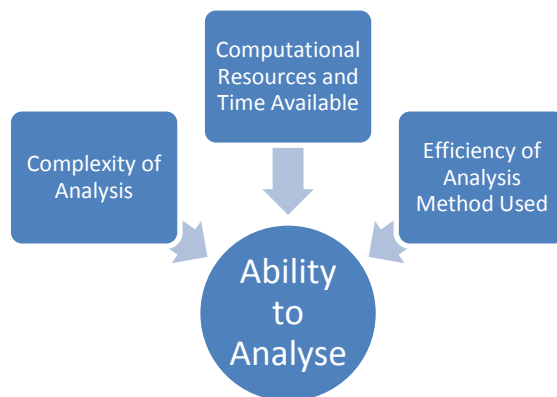 Computational
Resources and
Time Available
Complexity of
Analysis
Efficiency of
Analysis
Method Used
Ability
to
Analyse